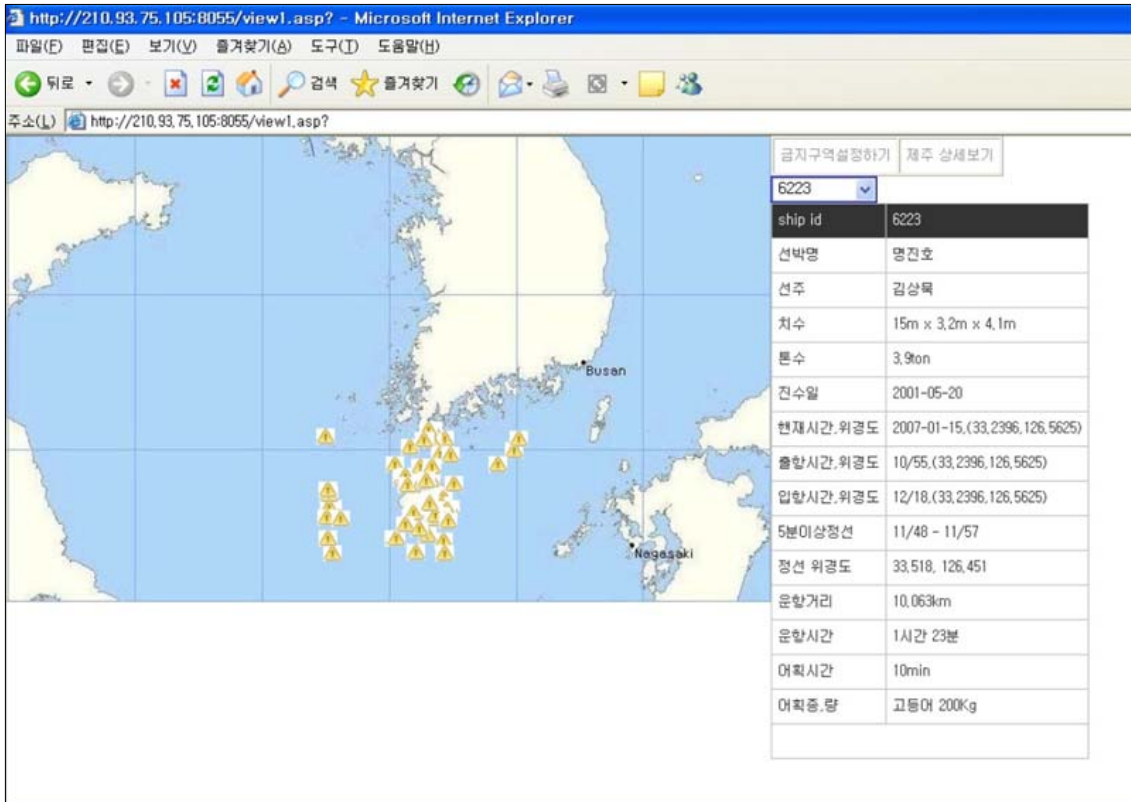 http://210.93.75.105:8055/view1.asp? - Microsoft Internet Explorer
파일(F) 편집(E) 보기(V) 즐겨찾기(A) 도구(T) 도움말(H)
뒤로 검색 즐겨찾기
주소(L) http://210.93.75.105:8055/view1.asp?
금지구역설정하기 제주 상세보기
6223
ship id 6223
선박명 명진호
선주 김상묵
치수 15m x 3.2m x 4.1m
톤수 3.9ton
진수일 2001-05-20
현재시간.위경도 2007-01-15,(33.2396,126.5625)
출항시간.위경도 10/55,(33.2396,126.5625)
입항시간.위경도 12/18,(33.2396,126.5625)
5분이상정선 11/48 - 11/57
정선 위경도 33.518, 126.451
운항거리 10.063km
운항시간 1시간 23분
어획시간 10min
어획종.량 고등어 200Kg
Busan
Nagasaki